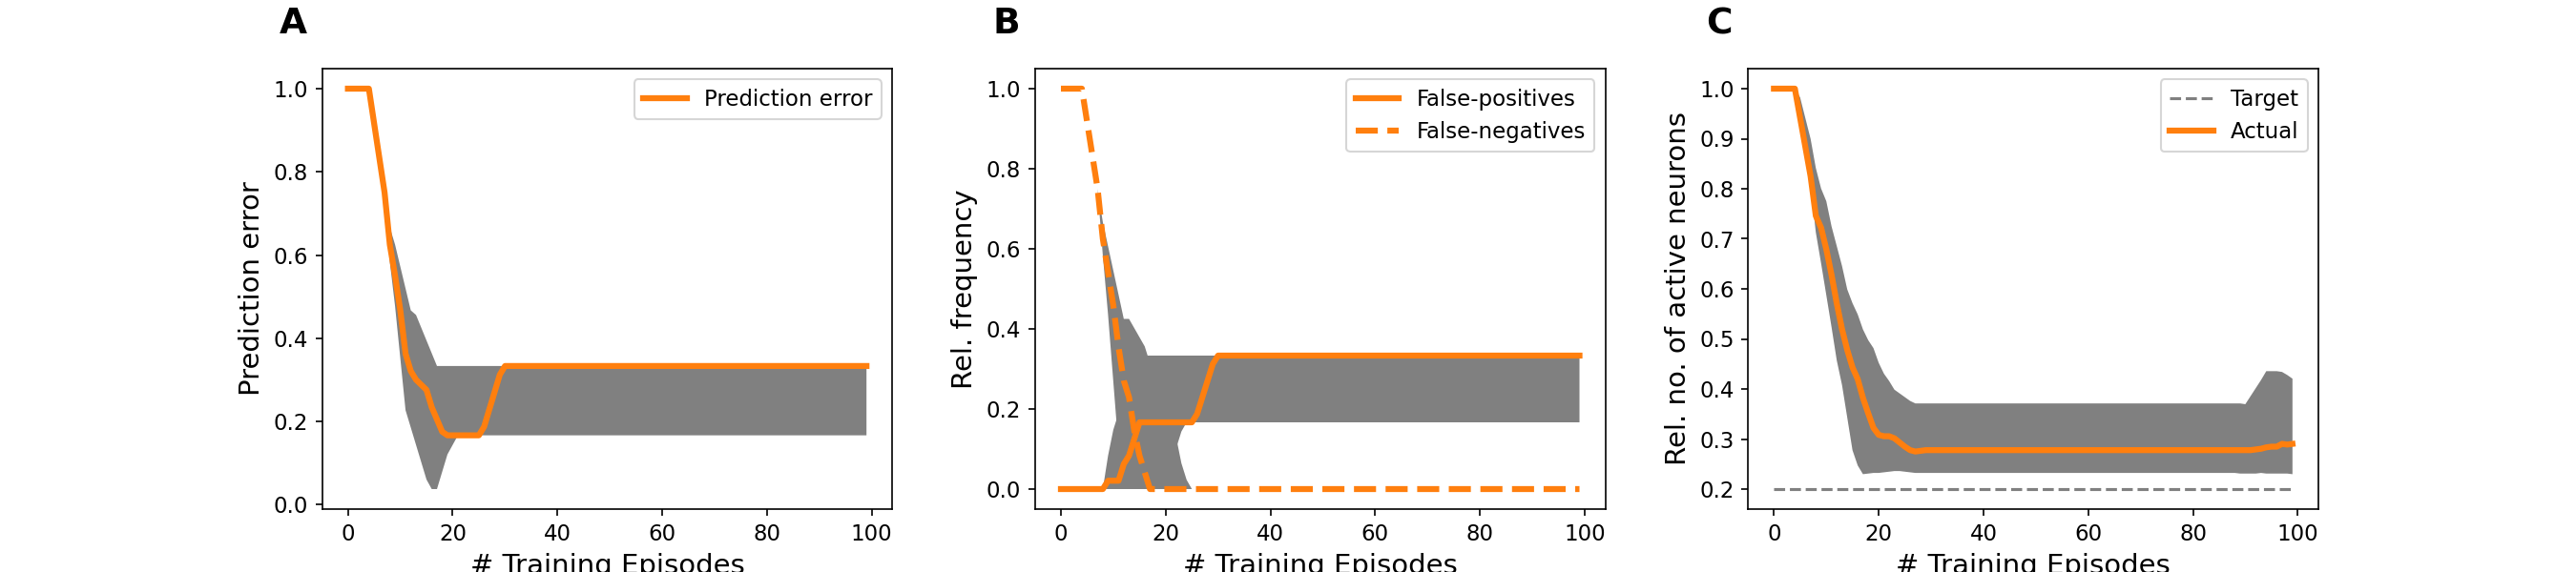 A
B
C
Prediction error
1.0
0.8
0.6
0.4
0.2
0.0
Prediction error
0
20
40
60
80
100
# Training Episodes
Rel. frequency
1.0
0.8
0.6
0.4
0.2
0.0
False-positives
False-negatives
0
20
40
60
80
100
# Training Episodes
Rel. no. of active neurons
1.0
0.9
0.8
0.7
0.6
0.5
0.4
0.3
0.2
Target
Actual
0
20
40
60
80
100
# Training Episodes